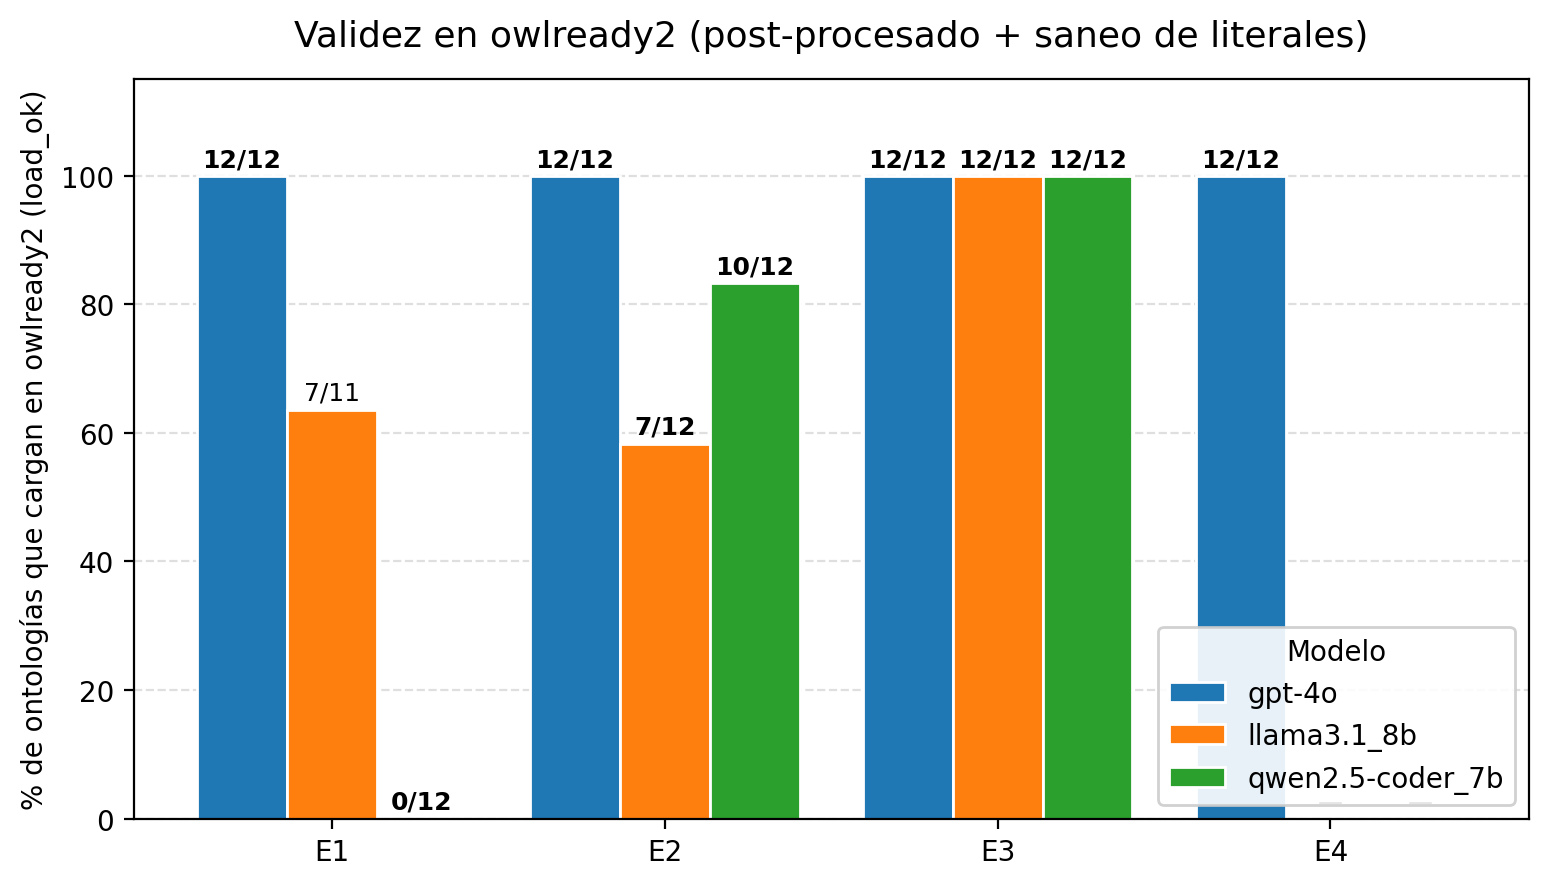 Validez en owlready2 (post-procesado + saneo de literales)
% de ontologías que cargan en owlready2 (load_ok)
100
80
60
40
20
0
12/12
7/11
0/12
12/12
7/12
10/12
12/12 12/12 12/12
12/12
Modelo
gpt-4o
llama3.1_8b
qwen2.5-coder_7b
E1 E2 E3 E4